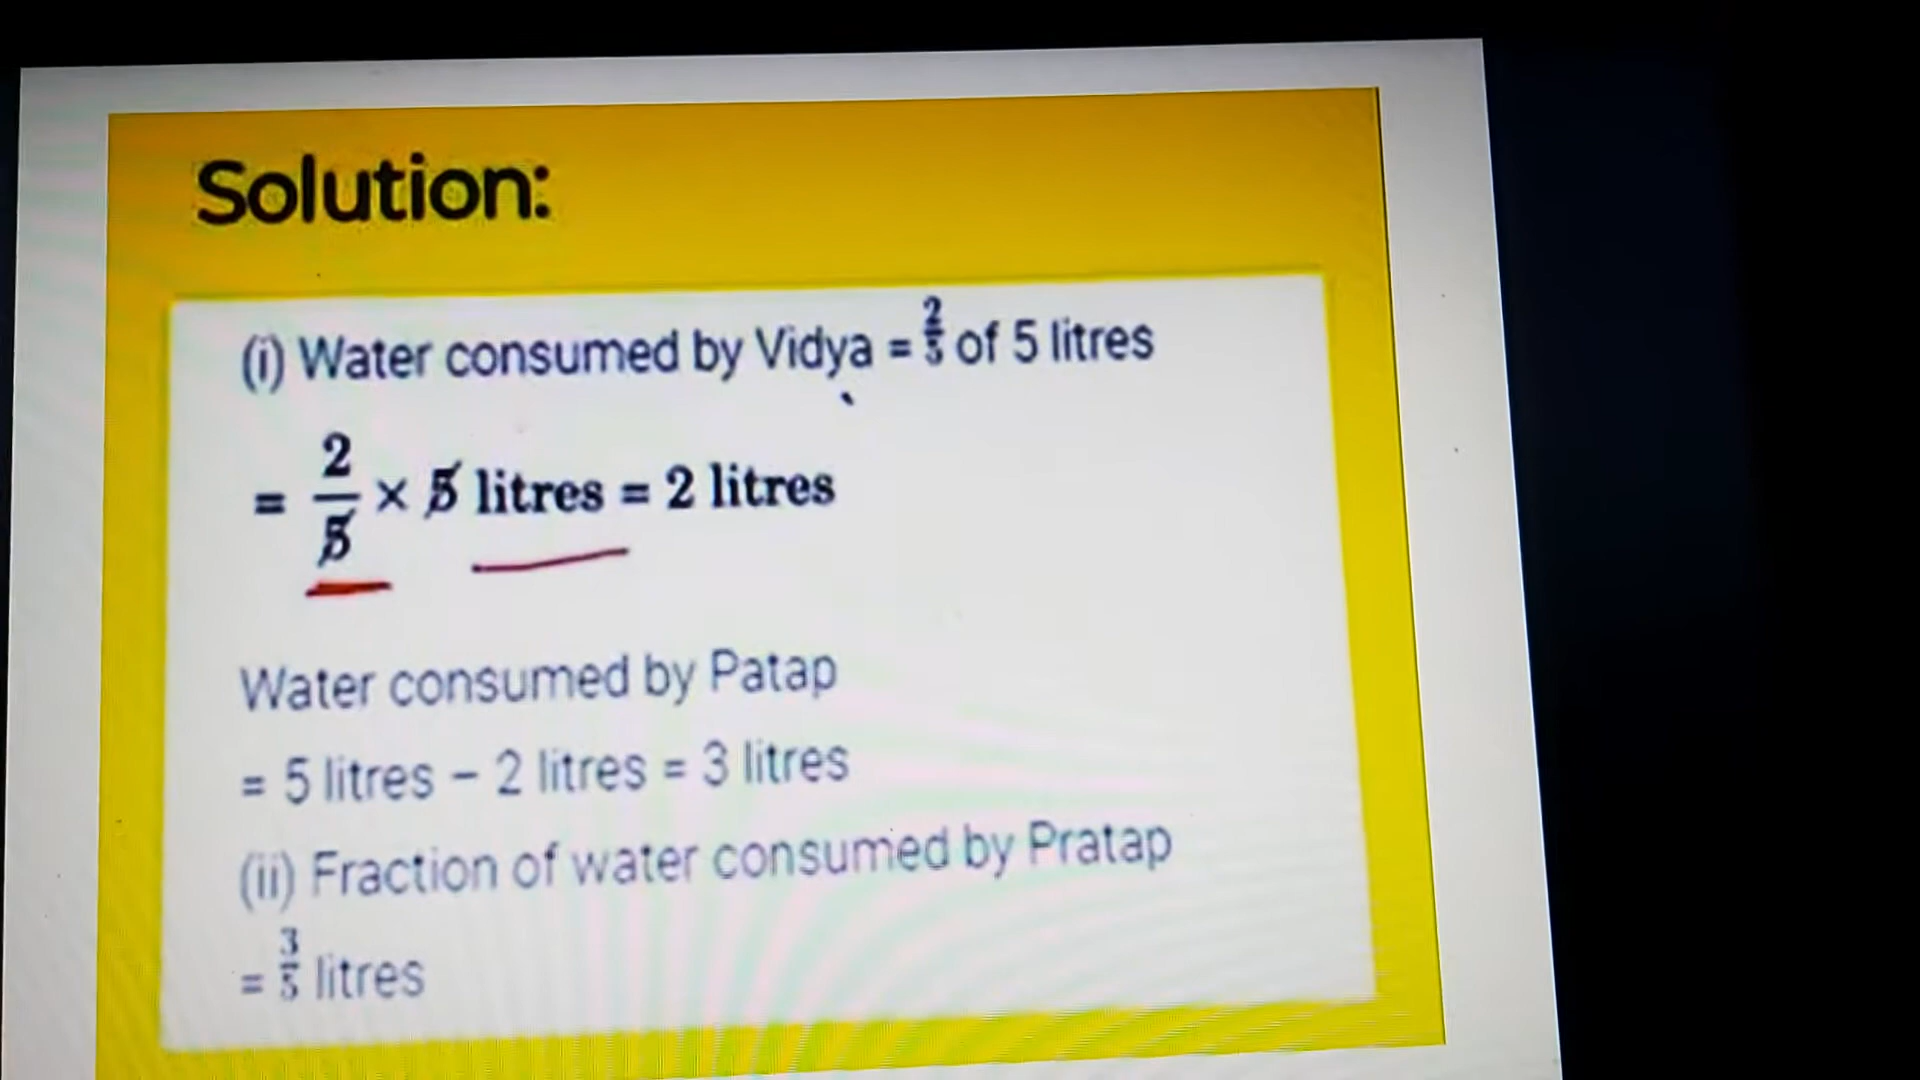 Solution:
(i) Water consumed by Vidya = 2/5 of 5 litres
= 2/5 × 5 litres = 2 litres
Water consumed by Patap
= 5 litres − 2 litres = 3 litres
(ii) Fraction of water consumed by Pratap
= 3/5 litres